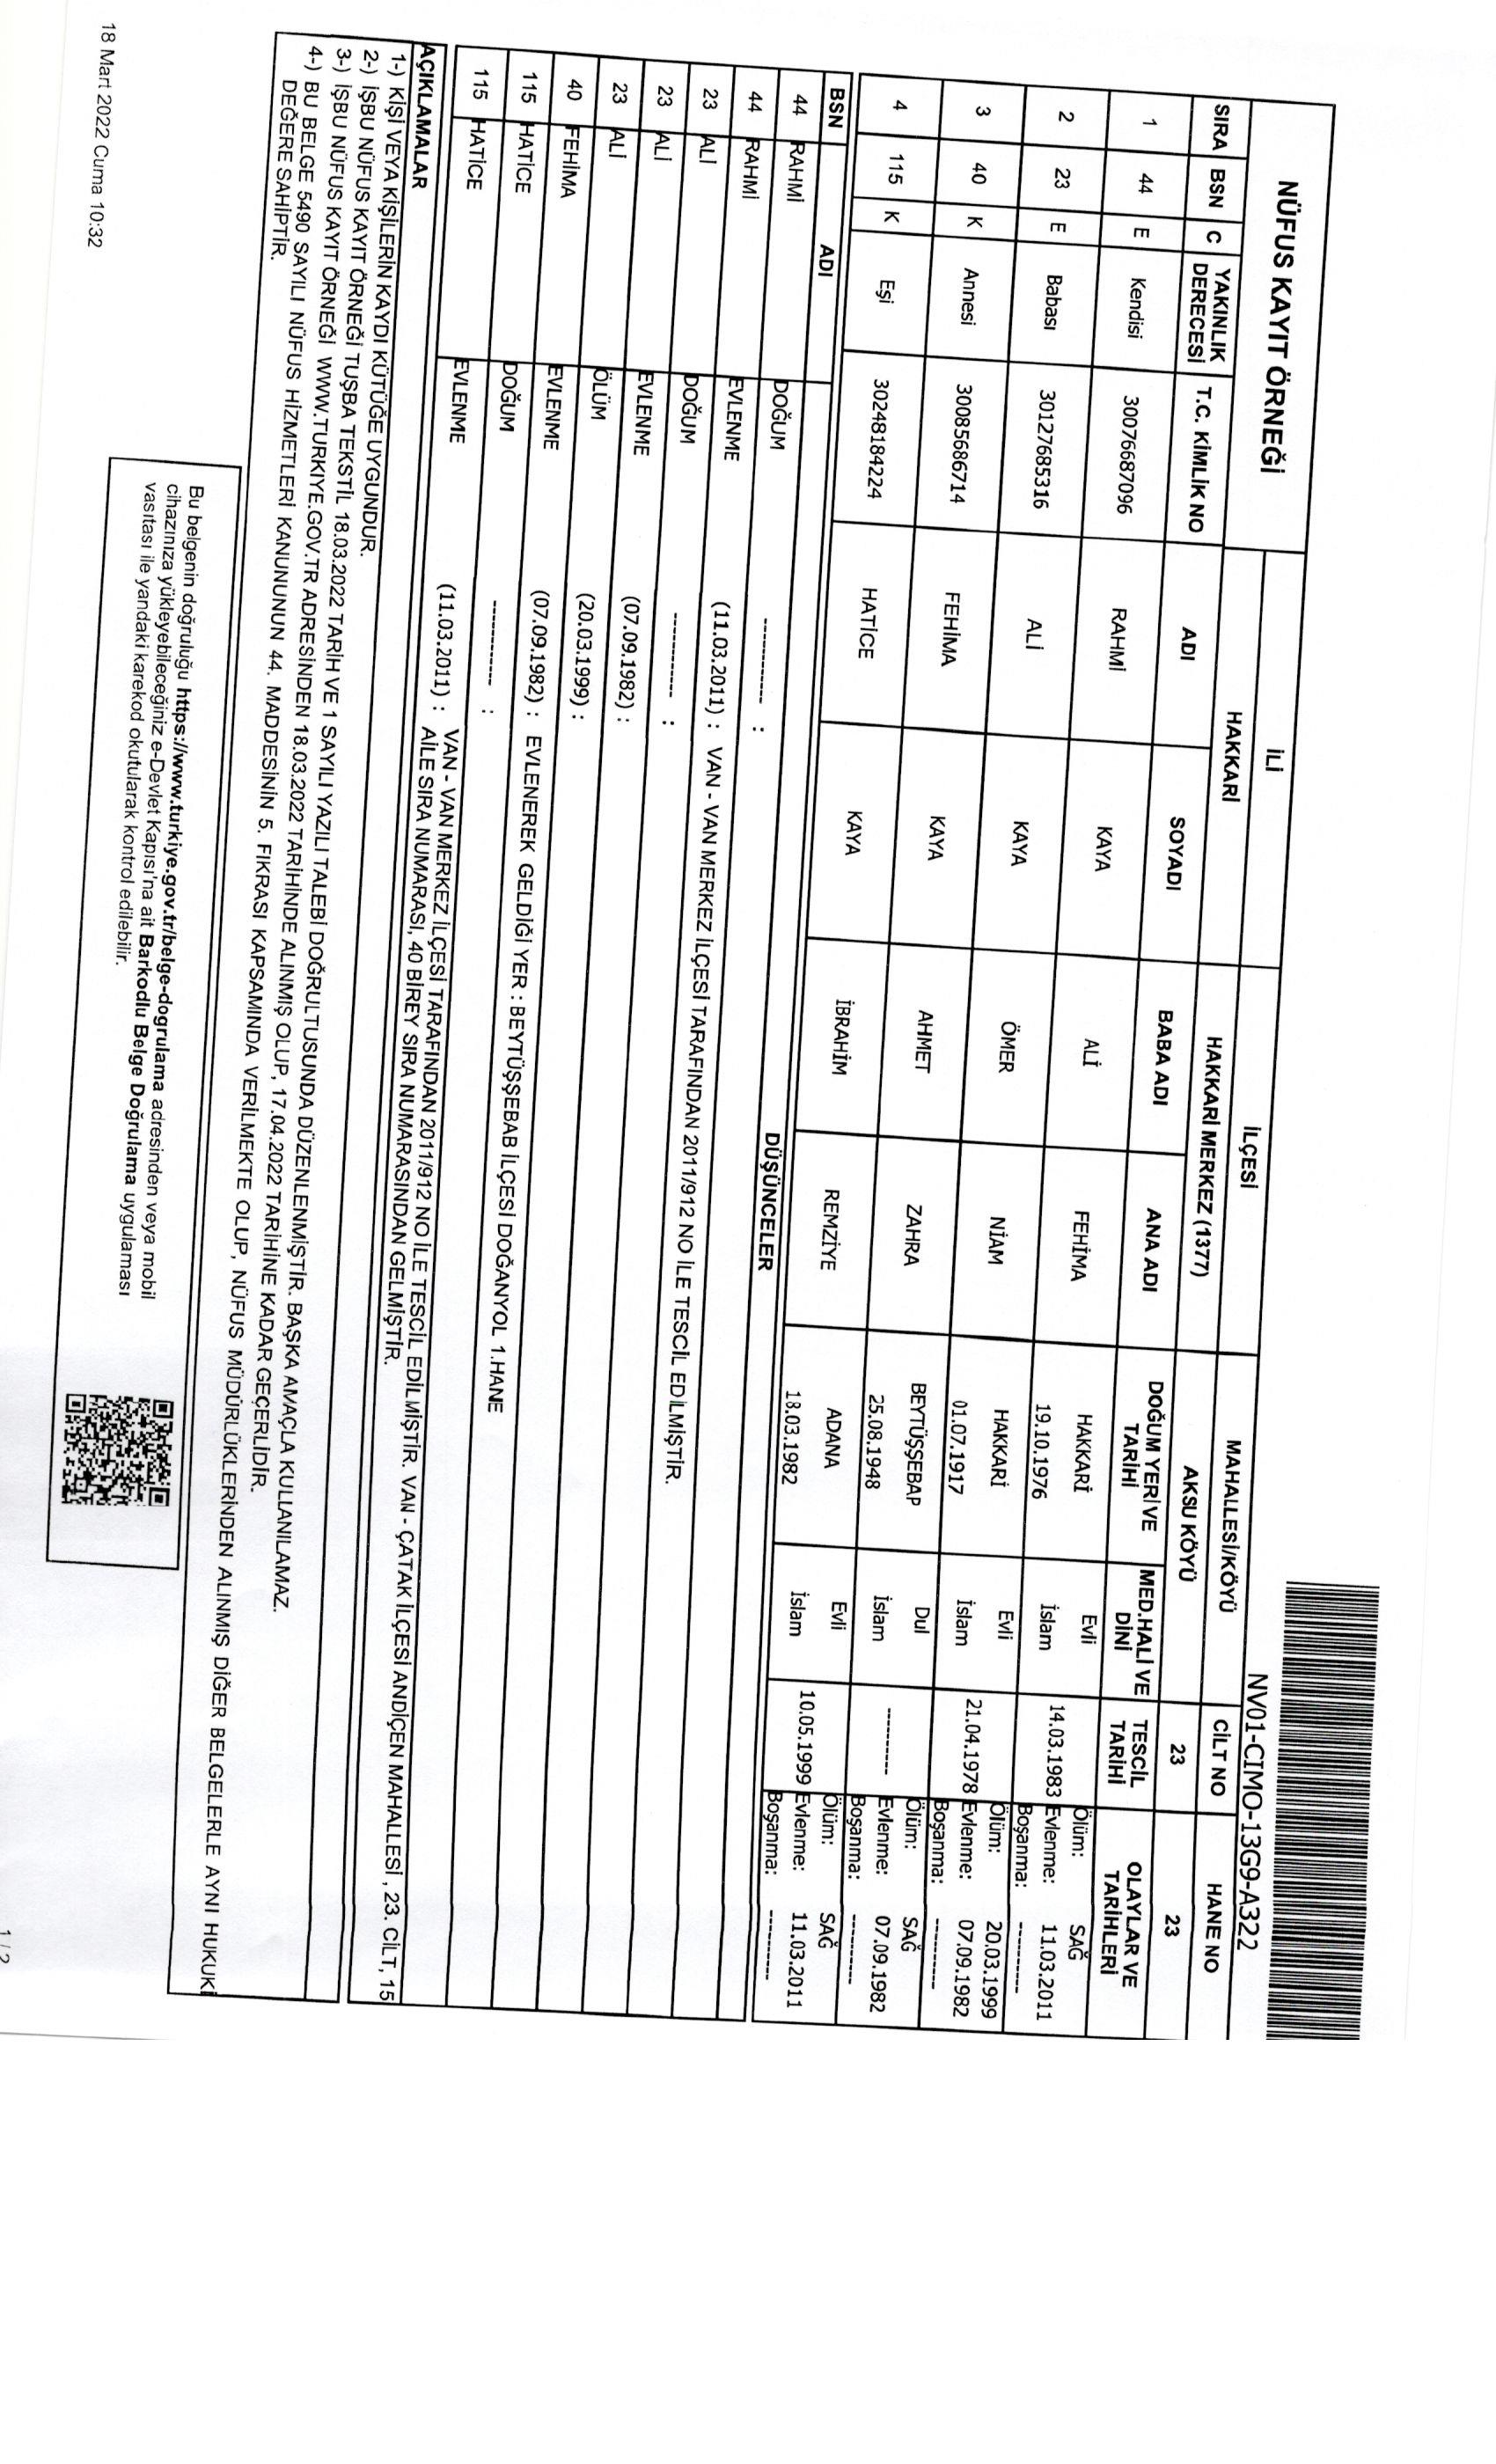 NV01-CIMO-13G9-A322
NÜFUS KAYIT ÖRNEĞİ
İLİ İLÇESİ MAHALLESİ/KÖYÜ CİLT NO HANE NO
HAKKARİ HAKKARİ MERKEZ (1377) AKSU KÖYÜ 23 23
SIRA BSN C YAKINLIK DERECESİ T.C. KİMLİK NO ADI SOYADI BABA ADI ANA ADI DOĞUM YERİ VE TARİHİ MED.HALİ VE DİNİ TESCİL TARİHİ OLAYLAR VE TARİHLERİ
1 44 E Kendisi 30076687096 RAHMİ KAYA ALİ FEHİMA HAKKARİ 19.10.1976 Evli İslam 14.03.1983 Ölüm: SAĞ Evlenme: 11.03.2011 Boşanma: ----------
2 23 E Babası 30127685316 ALİ KAYA ÖMER NİAM HAKKARİ 01.07.1917 Evli İslam 21.04.1978 Ölüm: 20.03.1999 Evlenme: 07.09.1982 Boşanma: ----------
3 40 K Annesi 30085686714 FEHİMA KAYA AHMET ZAHRA BEYTÜŞŞEBAP 25.08.1948 Dul İslam ---------- Ölüm: SAĞ Evlenme: 07.09.1982 Boşanma: ----------
4 115 K Eşi 30248184224 HATİCE KAYA İBRAHİM REMZİYE ADANA 18.03.1982 Evli İslam 10.05.1999 Ölüm: SAĞ Evlenme: 11.03.2011 Boşanma: ----------
BSN ADI DÜŞÜNCELER
44 RAHMİ DOĞUM ------------ :
44 RAHMİ EVLENME (11.03.2011) : VAN - VAN MERKEZ İLÇESİ TARAFINDAN 2011/912 NO İLE TESCİL EDİLMİŞTİR.
23 ALİ DOĞUM ------------ :
23 ALİ EVLENME (07.09.1982) :
23 ALİ ÖLÜM (20.03.1999) :
40 FEHİMA EVLENME (07.09.1982) : EVLENEREK GELDİĞİ YER : BEYTÜŞŞEBAB İLÇESİ DOĞANYOL 1.HANE
115 HATİCE DOĞUM ------------ :
115 HATİCE EVLENME (11.03.2011) : VAN - VAN MERKEZ İLÇESİ TARAFINDAN 2011/912 NO İLE TESCİL EDİLMİŞTİR. VAN - ÇATAK İLÇESİ ANDİÇEN MAHALLESİ , 23. CİLT, 15
AİLE SIRA NUMARASI, 40 BİREY SIRA NUMARASINDAN GELMİŞTİR.
AÇIKLAMALAR
1-) KİŞİ VEYA KİŞİLERİN KAYDI KÜTÜĞE UYGUNDUR.
2-) İŞBU NÜFUS KAYIT ÖRNEĞİ TUŞBA TEKSTİL 18.03.2022 TARİH VE 1 SAYILI YAZILI TALEBİ DOĞRULTUSUNDA DÜZENLENMİŞTİR. BAŞKA AMAÇLA KULLANILAMAZ.
3-) İŞBU NÜFUS KAYIT ÖRNEĞİ WWW.TURKIYE.GOV.TR ADRESİNDEN 18.03.2022 TARİHİNDE ALINMIŞ OLUP, 17.04.2022 TARİHİNE KADAR GEÇERLİDİR.
4-) BU BELGE 5490 SAYILI NÜFUS HİZMETLERİ KANUNUNUN 44. MADDESİNİN 5. FIKRASI KAPSAMINDA VERİLMEKTE OLUP, NÜFUS MÜDÜRLÜKLERİNDEN ALINMIŞ DİĞER BELGELERLE AYNI HUKUKİ
DEĞERE SAHİPTİR.
Bu belgenin doğruluğu https://www.turkiye.gov.tr/belge-dogrulama adresinden veya mobil
cihazınıza yükleyebileceğiniz e-Devlet Kapısı'na ait Barkodlu Belge Doğrulama uygulaması
vasıtası ile yandaki karekod okutularak kontrol edilebilir.
18 Mart 2022 Cuma 10:32
1 / 2